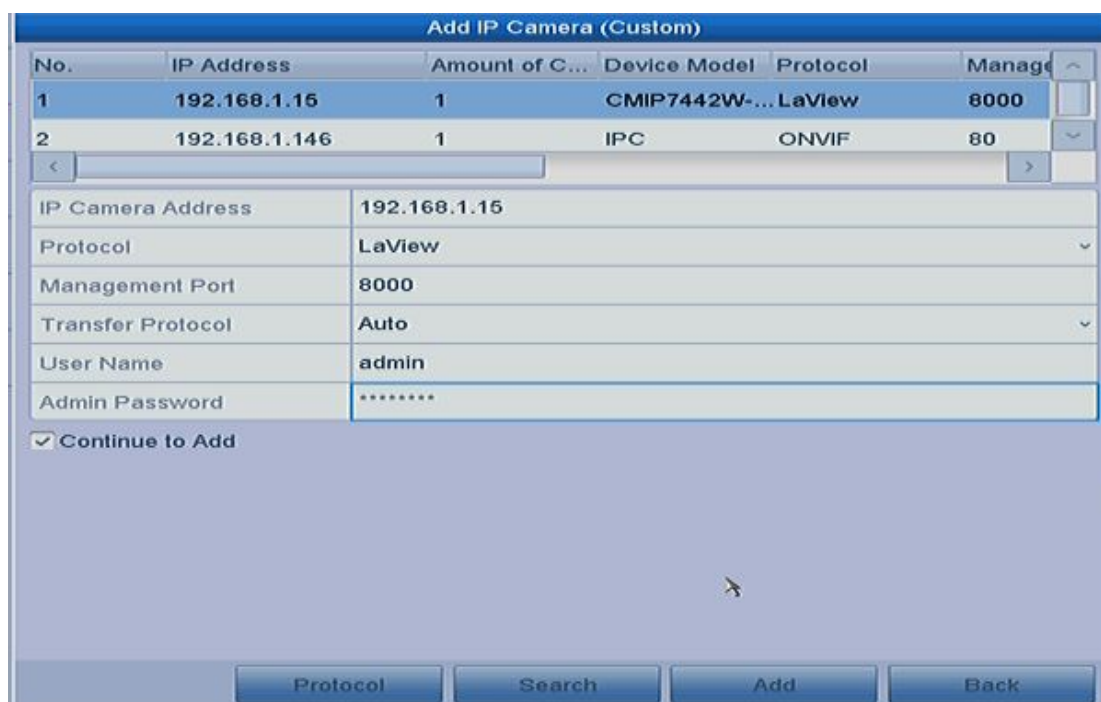 Add IP Camera (Custom)
No. IP Address Amount of C... Device Model Protocol Manage
1 192.168.1.15 1 CMIP7442W-... LaView 8000
2 192.168.1.146 1 IPC ONVIF 80
IP Camera Address 192.168.1.15
Protocol LaView
Management Port 8000
Transfer Protocol Auto
User Name admin
Admin Password ********
Continue to Add
Protocol Search Add Back